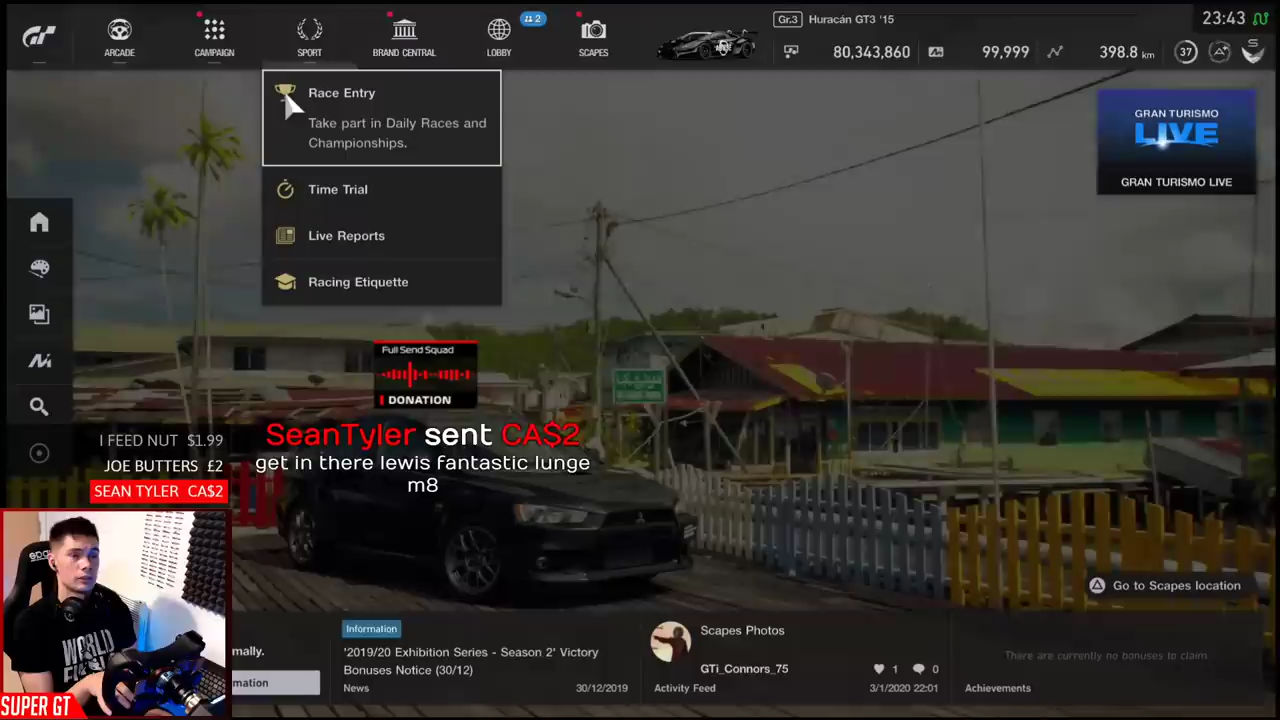 ARCADE
CAMPAIGN
SPORT
BRAND CENTRAL
LOBBY
2
SCAPES
Gr.3 Huracán GT3 '15
23:43
80,343,860
99,999
398.8 km
37
Race Entry
Take part in Daily Races and
Championships.
Time Trial
Live Reports
Racing Etiquette
GRAN TURISMO
LIVE
GRAN TURISMO LIVE
Full Send Squad
DONATION
SeanTyler sent CA$2
get in there lewis fantastic lunge
m8
I FEED NUT $1.99
JOE BUTTERS £2
SEAN TYLER CA$2
Go to Scapes location
mally.
mation
Information
'2019/20 Exhibition Series - Season 2' Victory
Bonuses Notice (30/12)
News 30/12/2019
Scapes Photos
GTi_Connors_75
1 0
Activity Feed 3/1/2020 22:01
There are currently no bonuses to claim.
Achievements
WORLD
SUPER GT